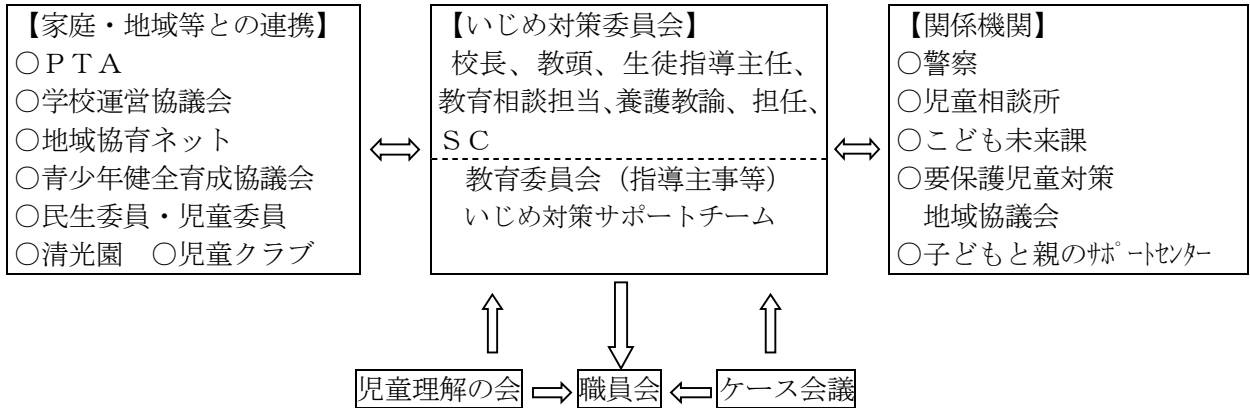 【家庭・地域等との連携】
○ＰＴＡ
○学校運営協議会
○地域協育ネット
○青少年健全育成協議会
○民生委員・児童委員
○清光園　○児童クラブ
【いじめ対策委員会】
校長、教頭、生徒指導主任、
教育相談担当、養護教諭、担任、
ＳＣ
教育委員会（指導主事等）
いじめ対策サポートチーム
【関係機関】
○警察
○児童相談所
○こども未来課
○要保護児童対策
地域協議会
○子どもと親のｻﾎﾟｰﾄｾﾝﾀｰ
児童理解の会
職員会
ケース会議